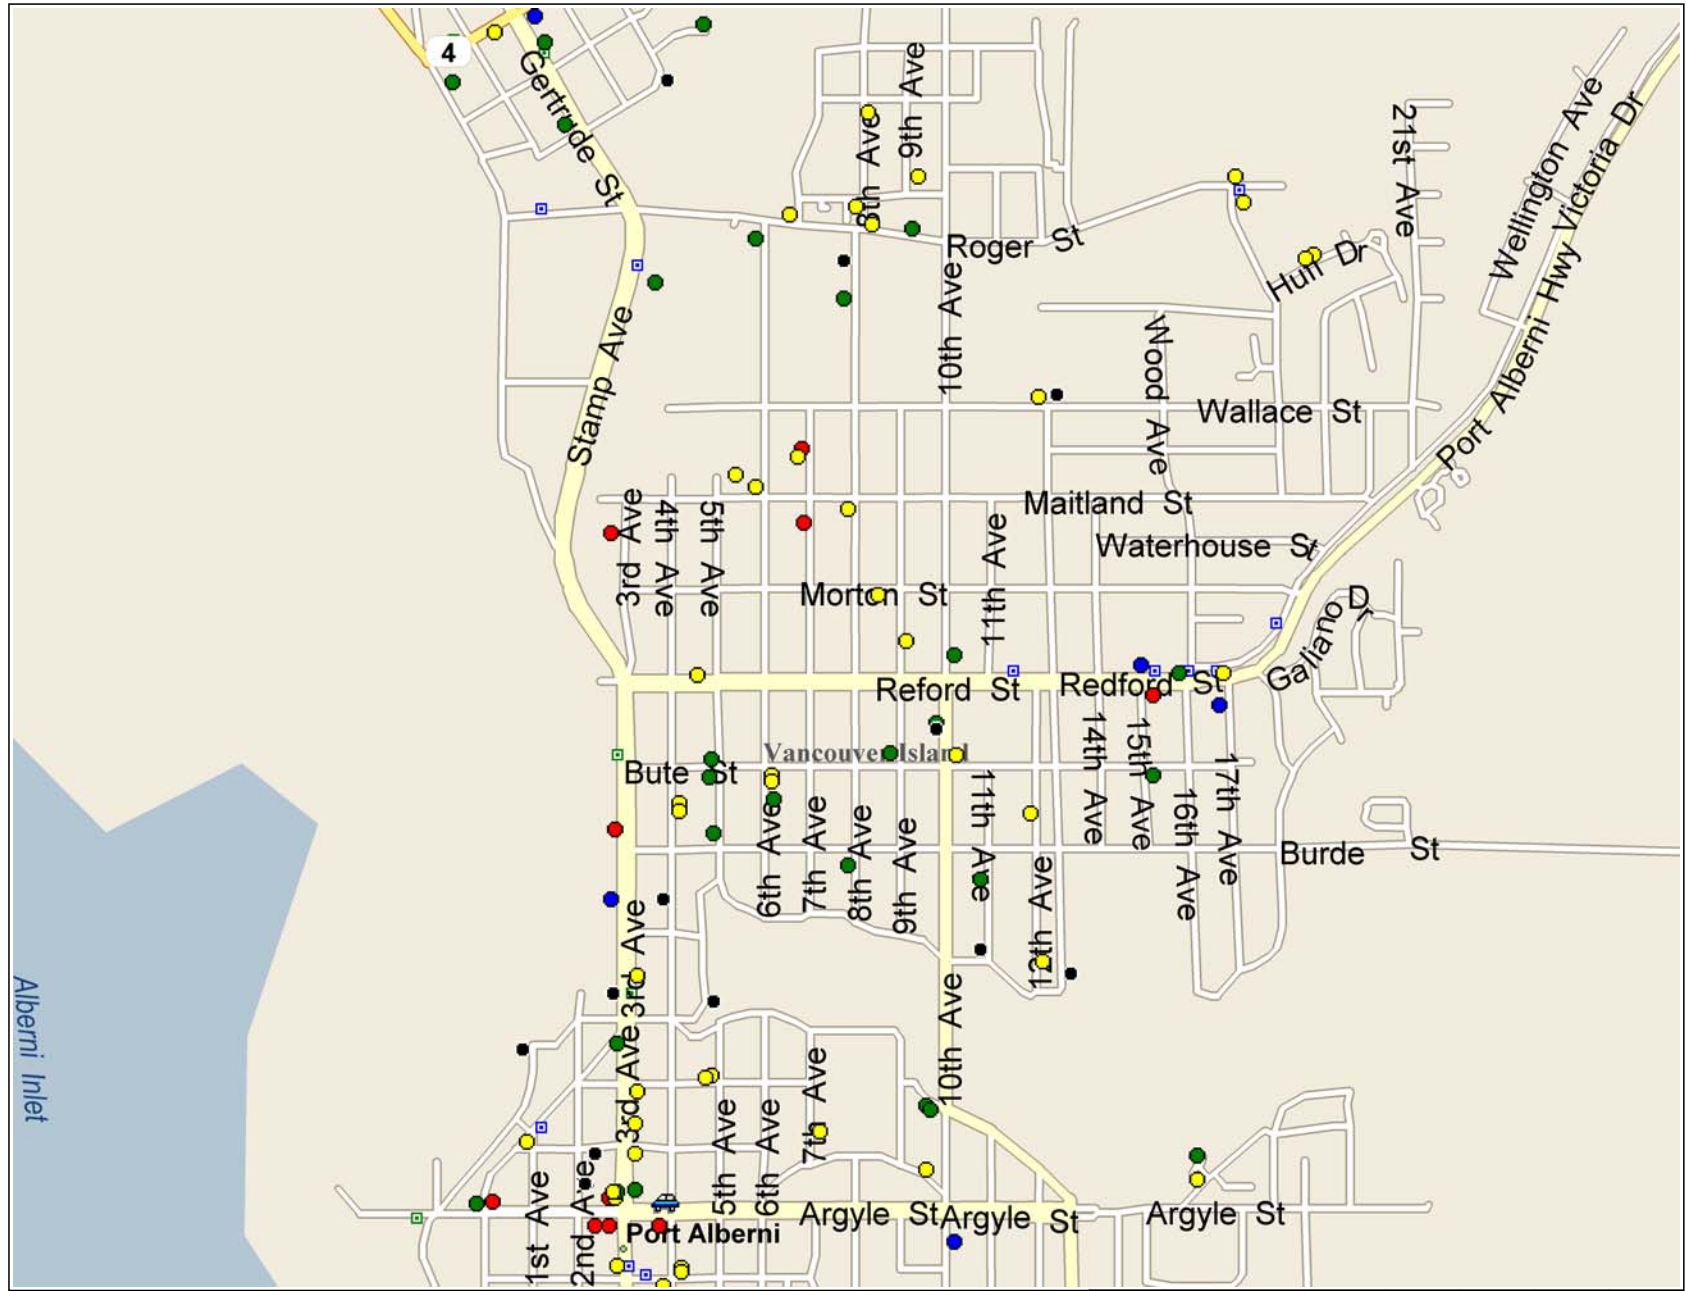 4
Gertrude St
9th Ave
8th Ave
21st Ave
Wellington Ave
Port Alberni Hwy Victoria Dr
Roger St
Huff Dr
10th Ave
Stamp Ave
Wood Ave
Wallace St
3rd Ave
4th Ave
5th Ave
Maitland St
11th Ave
Waterhouse St
Morton St
Galiano Dr
Reford St
Redford St
Vancouver Island
14th Ave
15th Ave
17th Ave
Bute St
11th Ave
16th Ave
6th Ave
7th Ave
8th Ave
9th Ave
12th Ave
Burde St
3rd Ave
3rd Ave
3rd Ave
10th Ave
Alberni Inlet
7th Ave
5th Ave
6th Ave
1st Ave
2nd Ave
Argyle St
Argyle St
Argyle St
Port Alberni